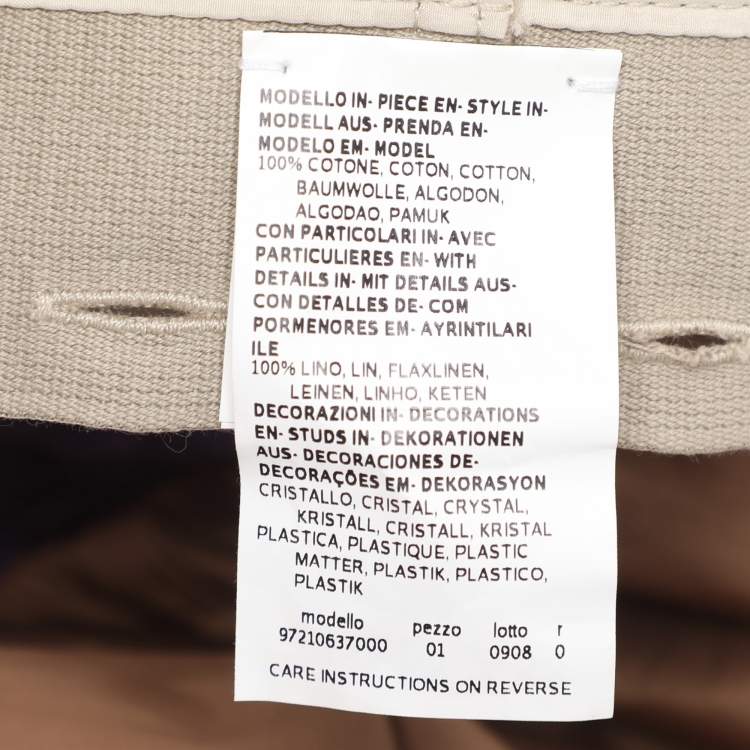 MODELLO IN- PIECE EN- STYLE IN-
MODELL AUS- PRENDA EN-
MODELO EM- MODEL
100% COTONE, COTON, COTTON,
BAUMWOLLE, ALGODON,
ALGODAO, PAMUK
CON PARTICOLARI IN- AVEC
PARTICULIERES EN- WITH
DETAILS IN- MIT DETAILS AUS-
CON DETALLES DE- COM
PORMENORES EM- AYRINTILARI
ILE
100% LINO, LIN, FLAXLINEN,
LEINEN, LINHO, KETEN
DECORAZIONI IN- DECORATIONS
EN- STUDS IN- DEKORATIONEN
AUS- DECORACIONES DE-
DECORAÇÕES EM- DEKORASYON
CRISTALLO, CRISTAL, CRYSTAL,
KRISTALL, CRISTALL, KRISTAL
PLASTICA, PLASTIQUE, PLASTIC
MATTER, PLASTIK, PLASTICO,
PLASTIK
modello pezzo lotto r
97210637000 01 0908 0
CARE INSTRUCTIONS ON REVERSE